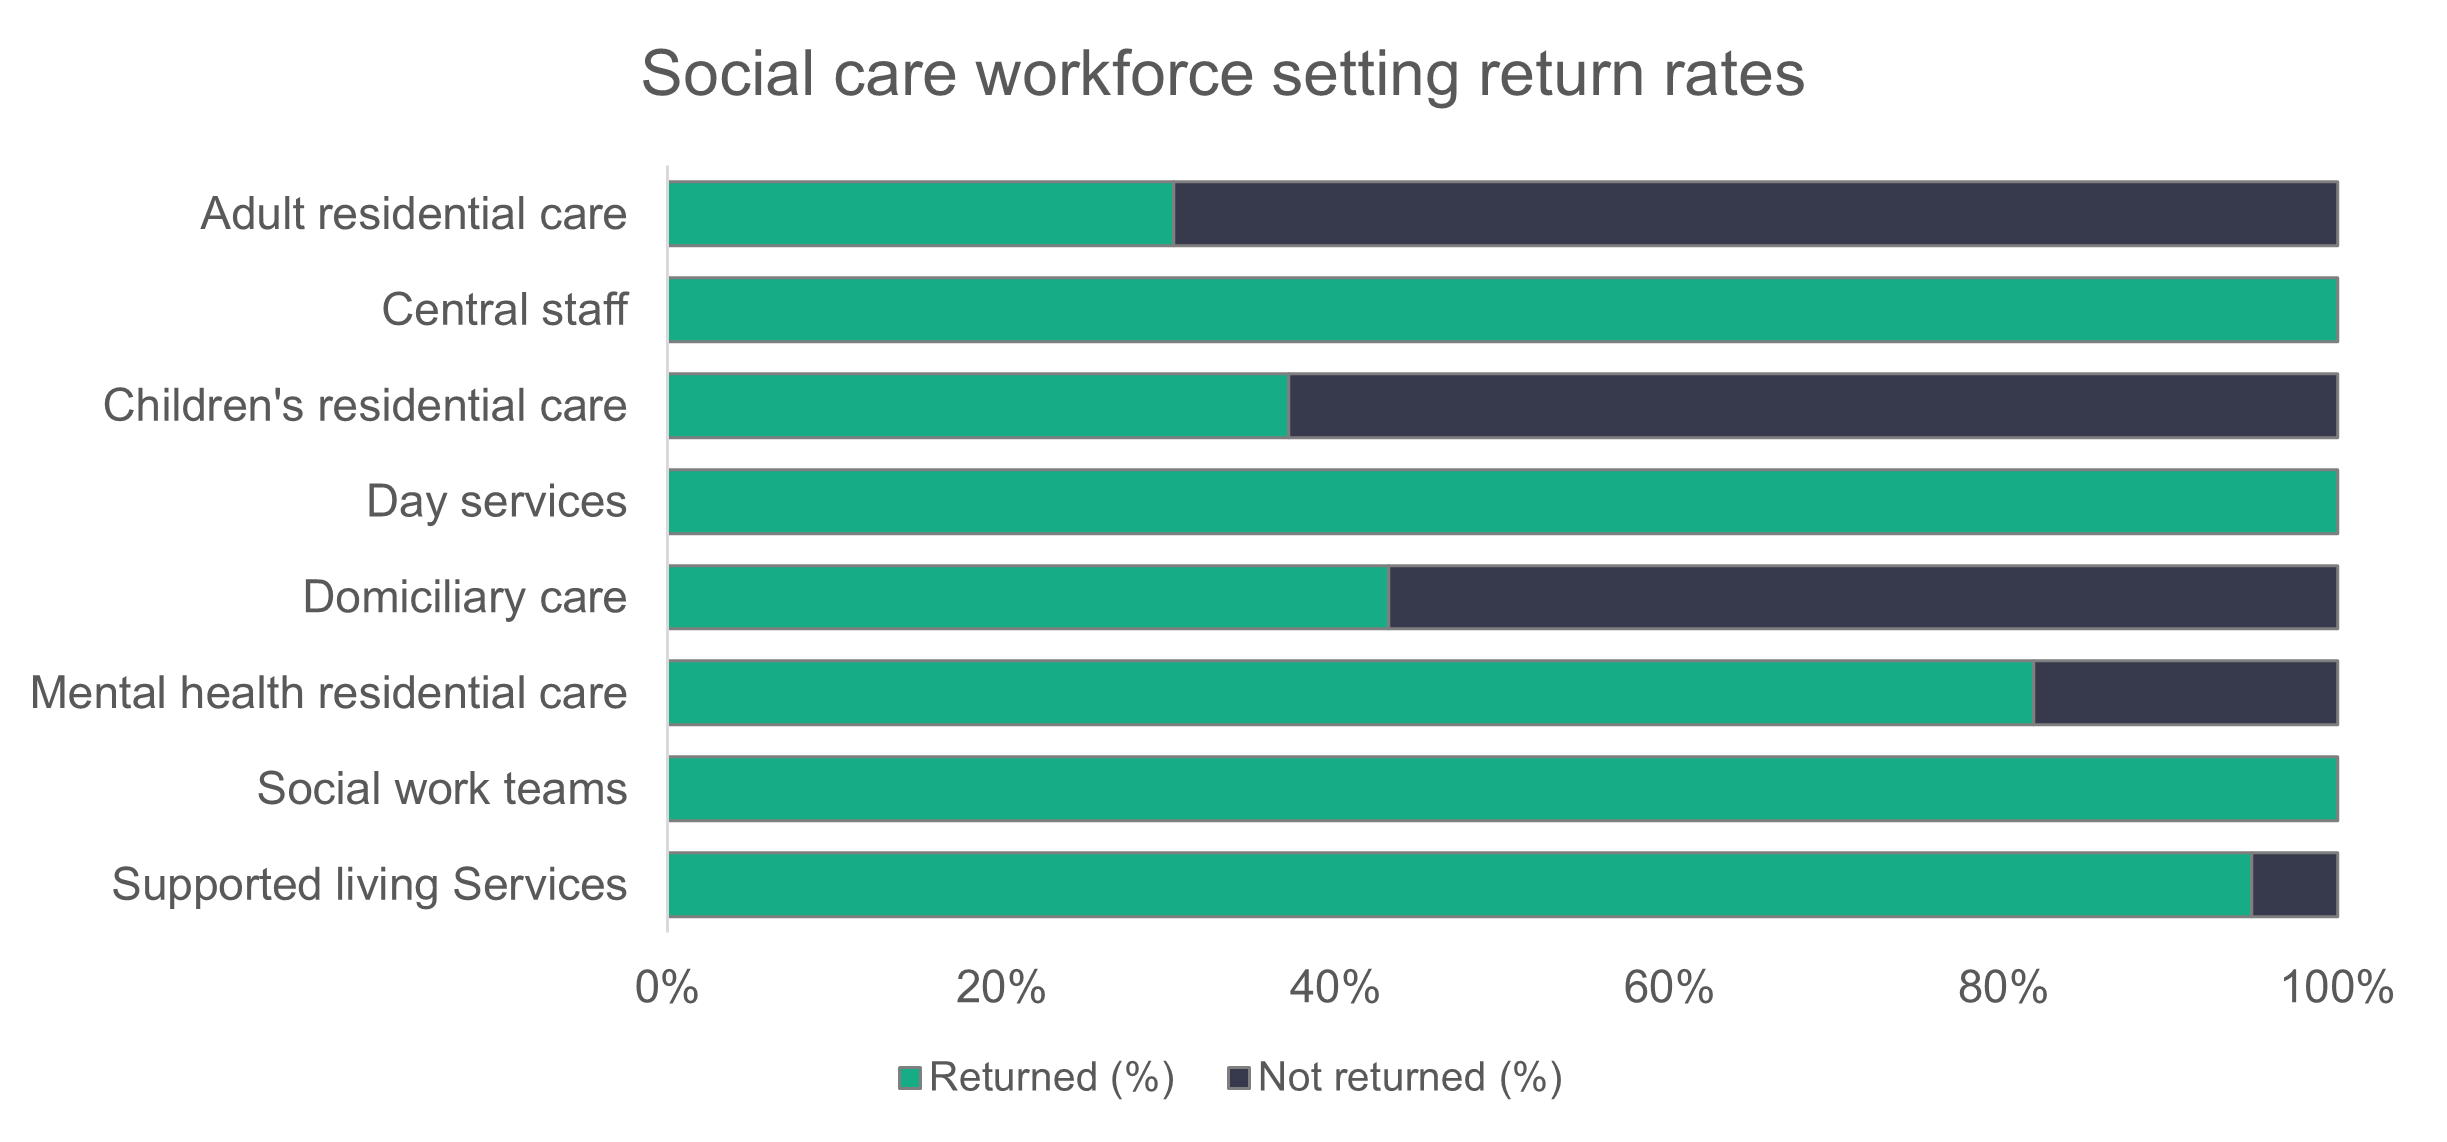 Social care workforce setting return rates
Adult residential care
Central staff
Children's residential care
Day services
Domiciliary care
Mental health residential care
Social work teams
Supported living Services
0% 20% 40% 60% 80% 100%
Returned (%) Not returned (%)